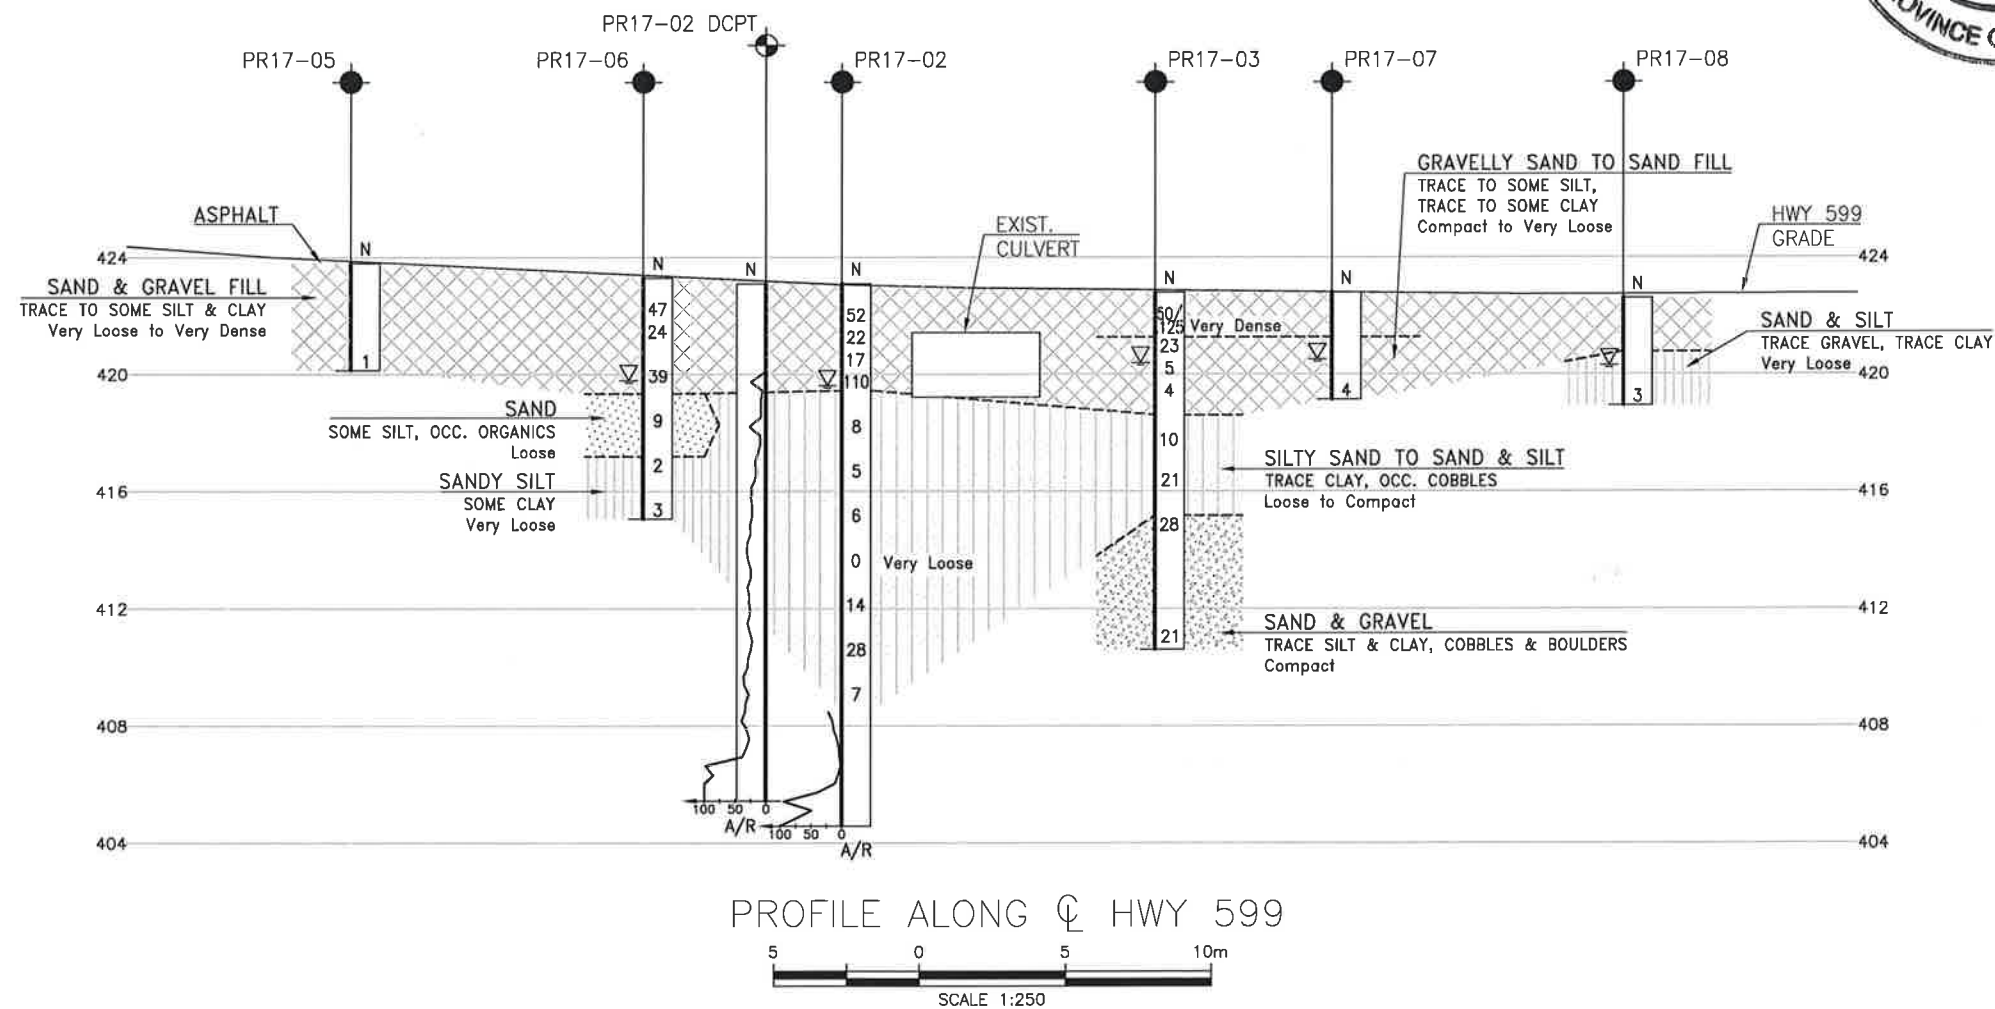 PR17-02 DCPT
PR17-05
PR17-06
PR17-02
PR17-03
PR17-07
PR17-08
PROVINCE O
ASPHALT
EXIST.
CULVERT
GRAVELLY SAND TO SAND FILL
TRACE TO SOME SILT,
TRACE TO SOME CLAY
Compact to Very Loose
HWY 599
GRADE
424
424
N
N
N
N
N
N
N
SAND & GRAVEL FILL
TRACE TO SOME SILT & CLAY
Very Loose to Very Dense
1
47
24
39
9
2
3
52
22
17
110
8
5
6
0
14
28
7
Very Loose
50/
125
Very Dense
23
5
4
10
21
28
21
4
3
SAND & SILT
TRACE GRAVEL, TRACE CLAY
Very Loose
420
420
SAND
SOME SILT, OCC. ORGANICS
Loose
SANDY SILT
SOME CLAY
Very Loose
SILTY SAND TO SAND & SILT
TRACE CLAY, OCC. COBBLES
Loose to Compact
416
416
412
412
SAND & GRAVEL
TRACE SILT & CLAY, COBBLES & BOULDERS
Compact
408
408
100 50 0
A/R
100 50 0
A/R
404
404
PROFILE ALONG ℄ HWY 599
5 0 5 10m
SCALE 1:250